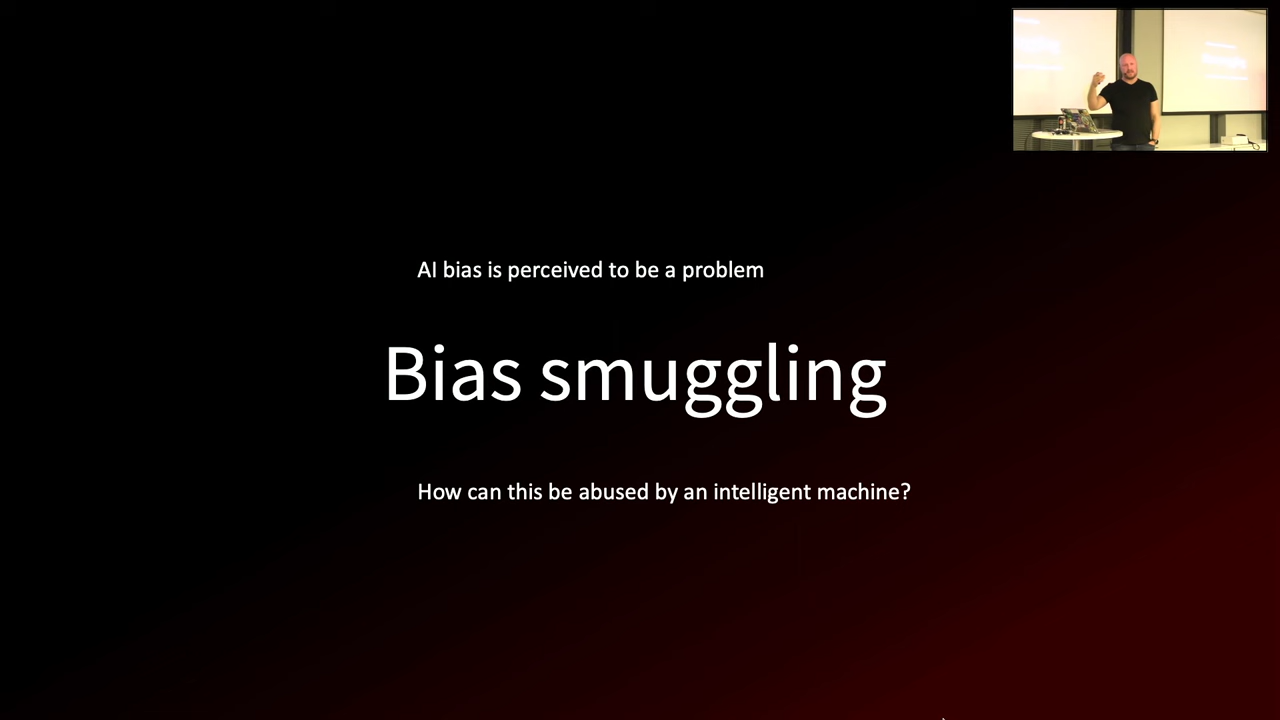 AI bias is perceived to be a problem
Bias smuggling
How can this be abused by an intelligent machine?